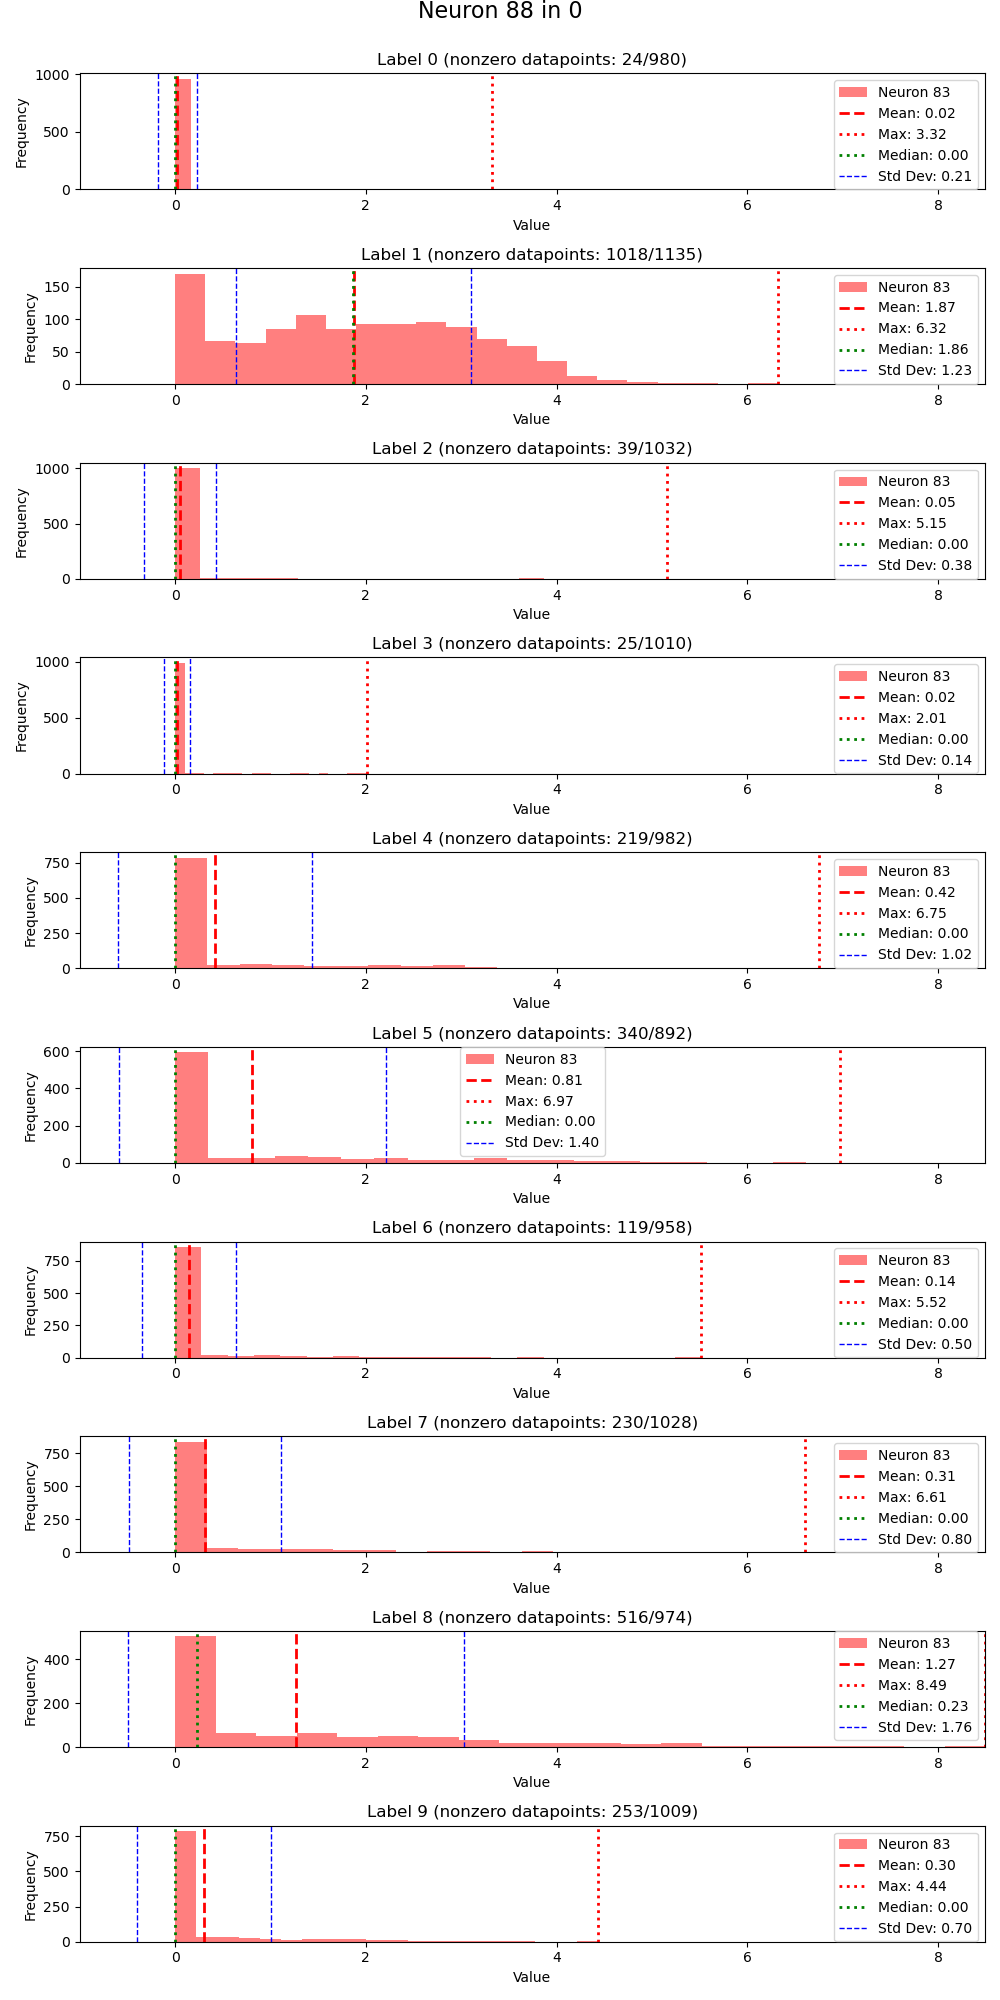 Neuron 88 in 0
Label 0 (nonzero datapoints: 24/980)
1000
500
0
Frequency
Neuron 83
Mean: 0.02
Max: 3.32
Median: 0.00
Std Dev: 0.21
0 2 4 6 8
Value
Label 1 (nonzero datapoints: 1018/1135)
150
100
50
0
Frequency
Neuron 83
Mean: 1.87
Max: 6.32
Median: 1.86
Std Dev: 1.23
0 2 4 6 8
Value
Label 2 (nonzero datapoints: 39/1032)
1000
500
0
Frequency
Neuron 83
Mean: 0.05
Max: 5.15
Median: 0.00
Std Dev: 0.38
0 2 4 6 8
Value
Label 3 (nonzero datapoints: 25/1010)
1000
500
0
Frequency
Neuron 83
Mean: 0.02
Max: 2.01
Median: 0.00
Std Dev: 0.14
0 2 4 6 8
Value
Label 4 (nonzero datapoints: 219/982)
750
500
250
0
Frequency
Neuron 83
Mean: 0.42
Max: 6.75
Median: 0.00
Std Dev: 1.02
0 2 4 6 8
Value
Label 5 (nonzero datapoints: 340/892)
600
400
200
0
Frequency
Neuron 83
Mean: 0.81
Max: 6.97
Median: 0.00
Std Dev: 1.40
0 2 4 6 8
Value
Label 6 (nonzero datapoints: 119/958)
750
500
250
0
Frequency
Neuron 83
Mean: 0.14
Max: 5.52
Median: 0.00
Std Dev: 0.50
0 2 4 6 8
Value
Label 7 (nonzero datapoints: 230/1028)
750
500
250
0
Frequency
Neuron 83
Mean: 0.31
Max: 6.61
Median: 0.00
Std Dev: 0.80
0 2 4 6 8
Value
Label 8 (nonzero datapoints: 516/974)
400
200
0
Frequency
Neuron 83
Mean: 1.27
Max: 8.49
Median: 0.23
Std Dev: 1.76
0 2 4 6 8
Value
Label 9 (nonzero datapoints: 253/1009)
750
500
250
0
Frequency
Neuron 83
Mean: 0.30
Max: 4.44
Median: 0.00
Std Dev: 0.70
0 2 4 6 8
Value